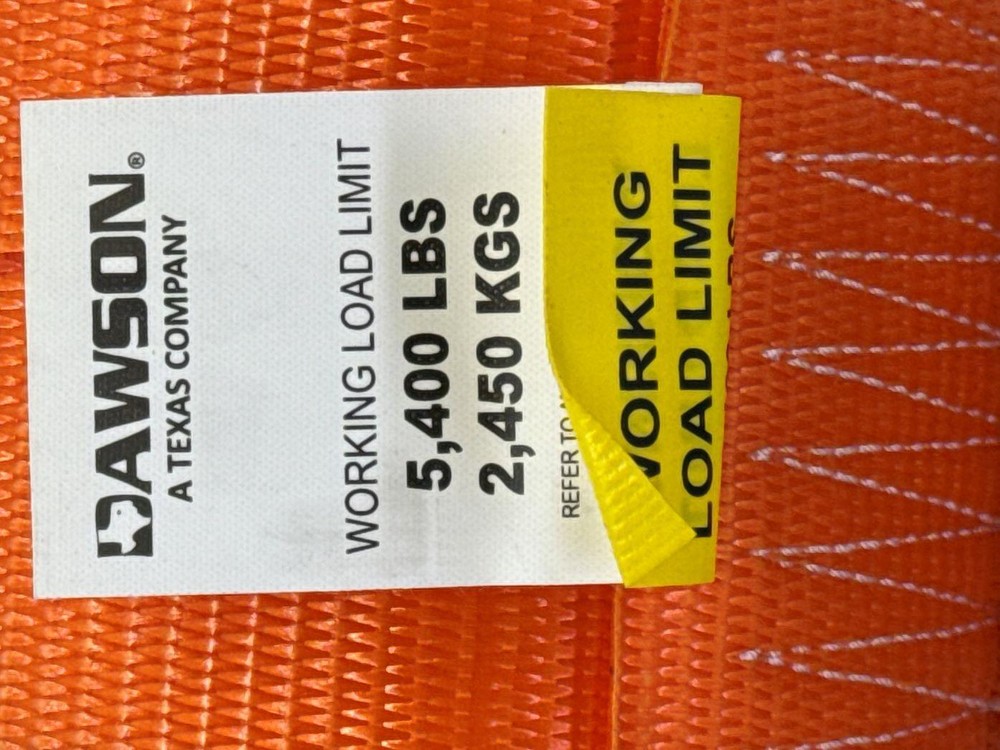 DAWSON®
A TEXAS COMPANY
WORKING LOAD LIMIT
5,400 LBS
2,450 KGS
REFER TO
WORKING
LOAD LIMIT